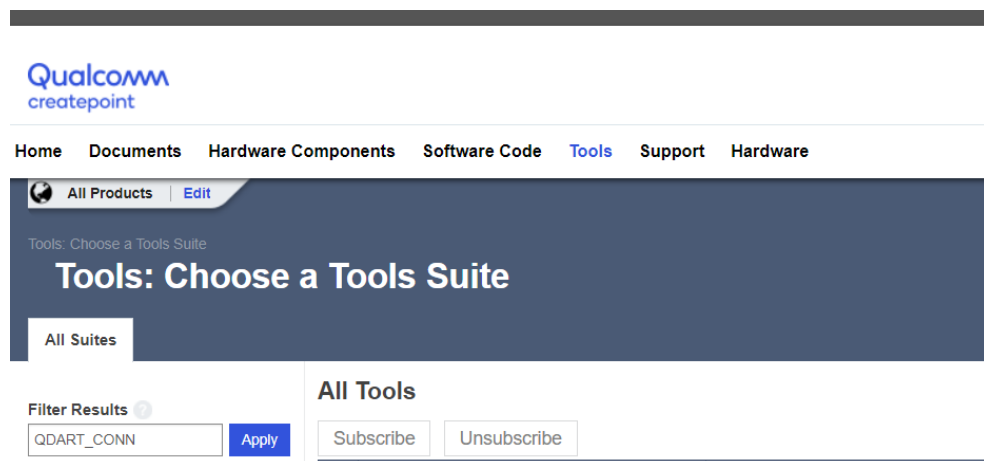 Qualcomm
createpoint
Home Documents Hardware Components Software Code Tools Support Hardware
All Products | Edit
Tools: Choose a Tools Suite
Tools: Choose a Tools Suite
All Suites
All Tools
Filter Results ?
QDART_CONN Apply
Subscribe Unsubscribe